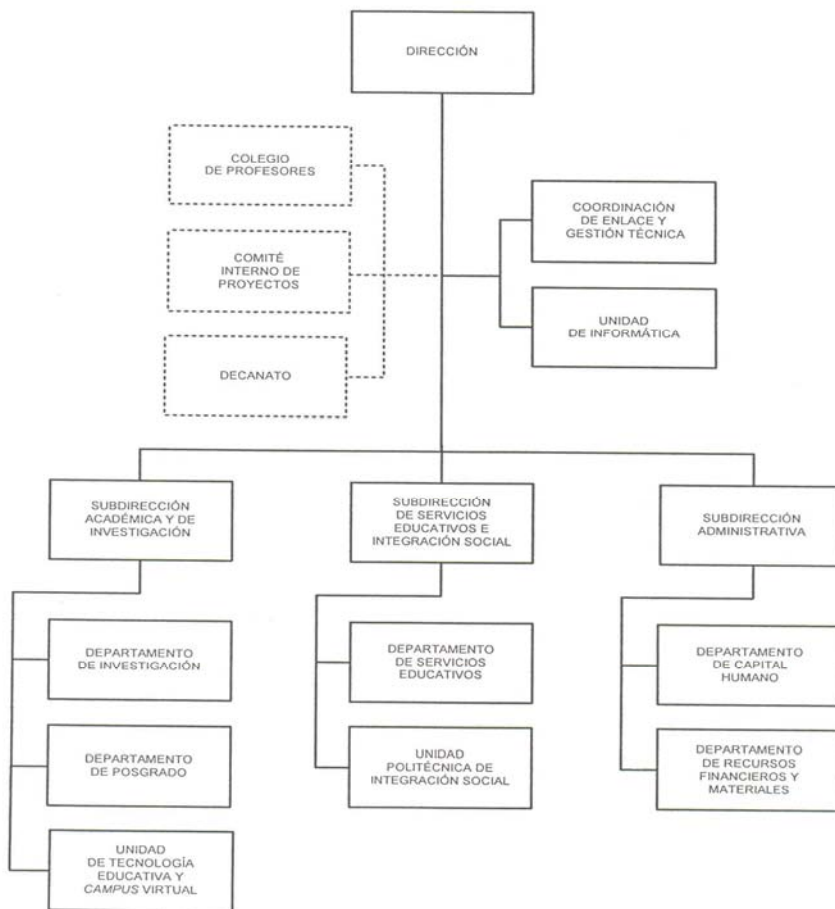 DIRECCIÓN
COLEGIO
DE PROFESORES
COMITÉ
INTERNO DE
PROYECTOS
DECANATO
COORDINACIÓN
DE ENLACE Y
GESTIÓN TÉCNICA
UNIDAD
DE INFORMÁTICA
SUBDIRECCIÓN
ACADÉMICA Y DE
INVESTIGACIÓN
DEPARTAMENTO
DE INVESTIGACIÓN
DEPARTAMENTO
DE POSGRADO
UNIDAD
DE TECNOLOGÍA
EDUCATIVA Y
CAMPUS VIRTUAL
SUBDIRECCIÓN
DE SERVICIOS
EDUCATIVOS E
INTEGRACIÓN SOCIAL
DEPARTAMENTO
DE SERVICIOS
EDUCATIVOS
UNIDAD
POLITÉCNICA DE
INTEGRACIÓN SOCIAL
SUBDIRECCIÓN
ADMINISTRATIVA
DEPARTAMENTO
DE CAPITAL
HUMANO
DEPARTAMENTO
DE RECURSOS
FINANCIEROS Y
MATERIALES